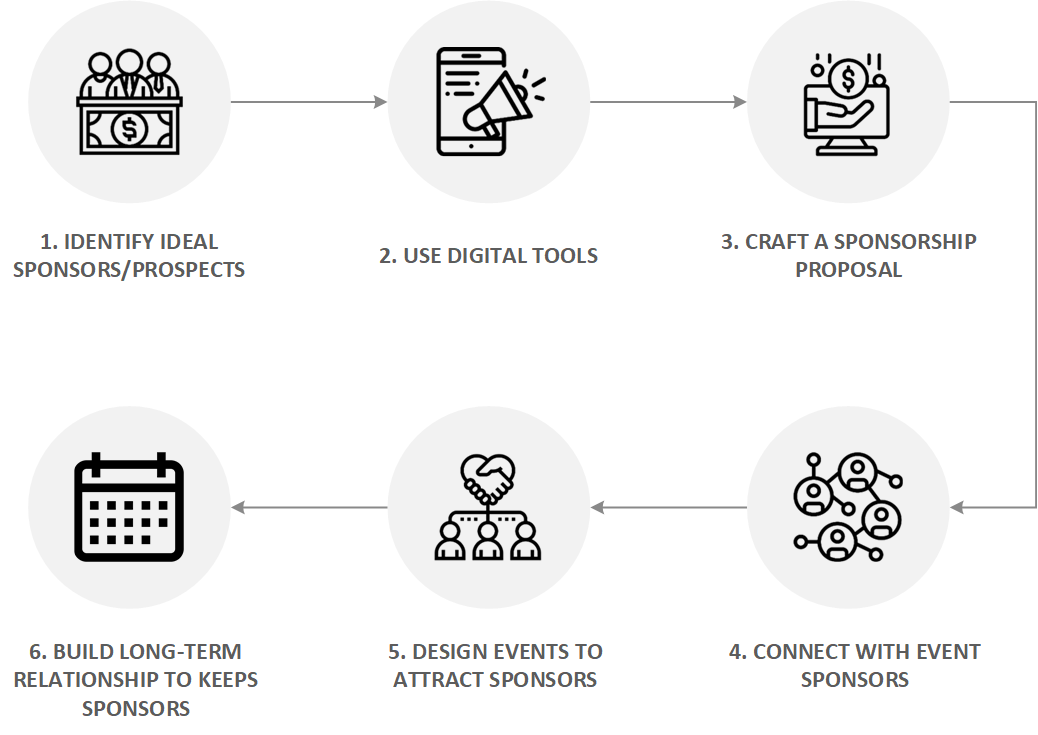 1. IDENTIFY IDEAL
SPONSORS/PROSPECTS
2. USE DIGITAL TOOLS
3. CRAFT A SPONSORSHIP
PROPOSAL
4. CONNECT WITH EVENT
SPONSORS
5. DESIGN EVENTS TO
ATTRACT SPONSORS
6. BUILD LONG-TERM
RELATIONSHIP TO KEEPS
SPONSORS